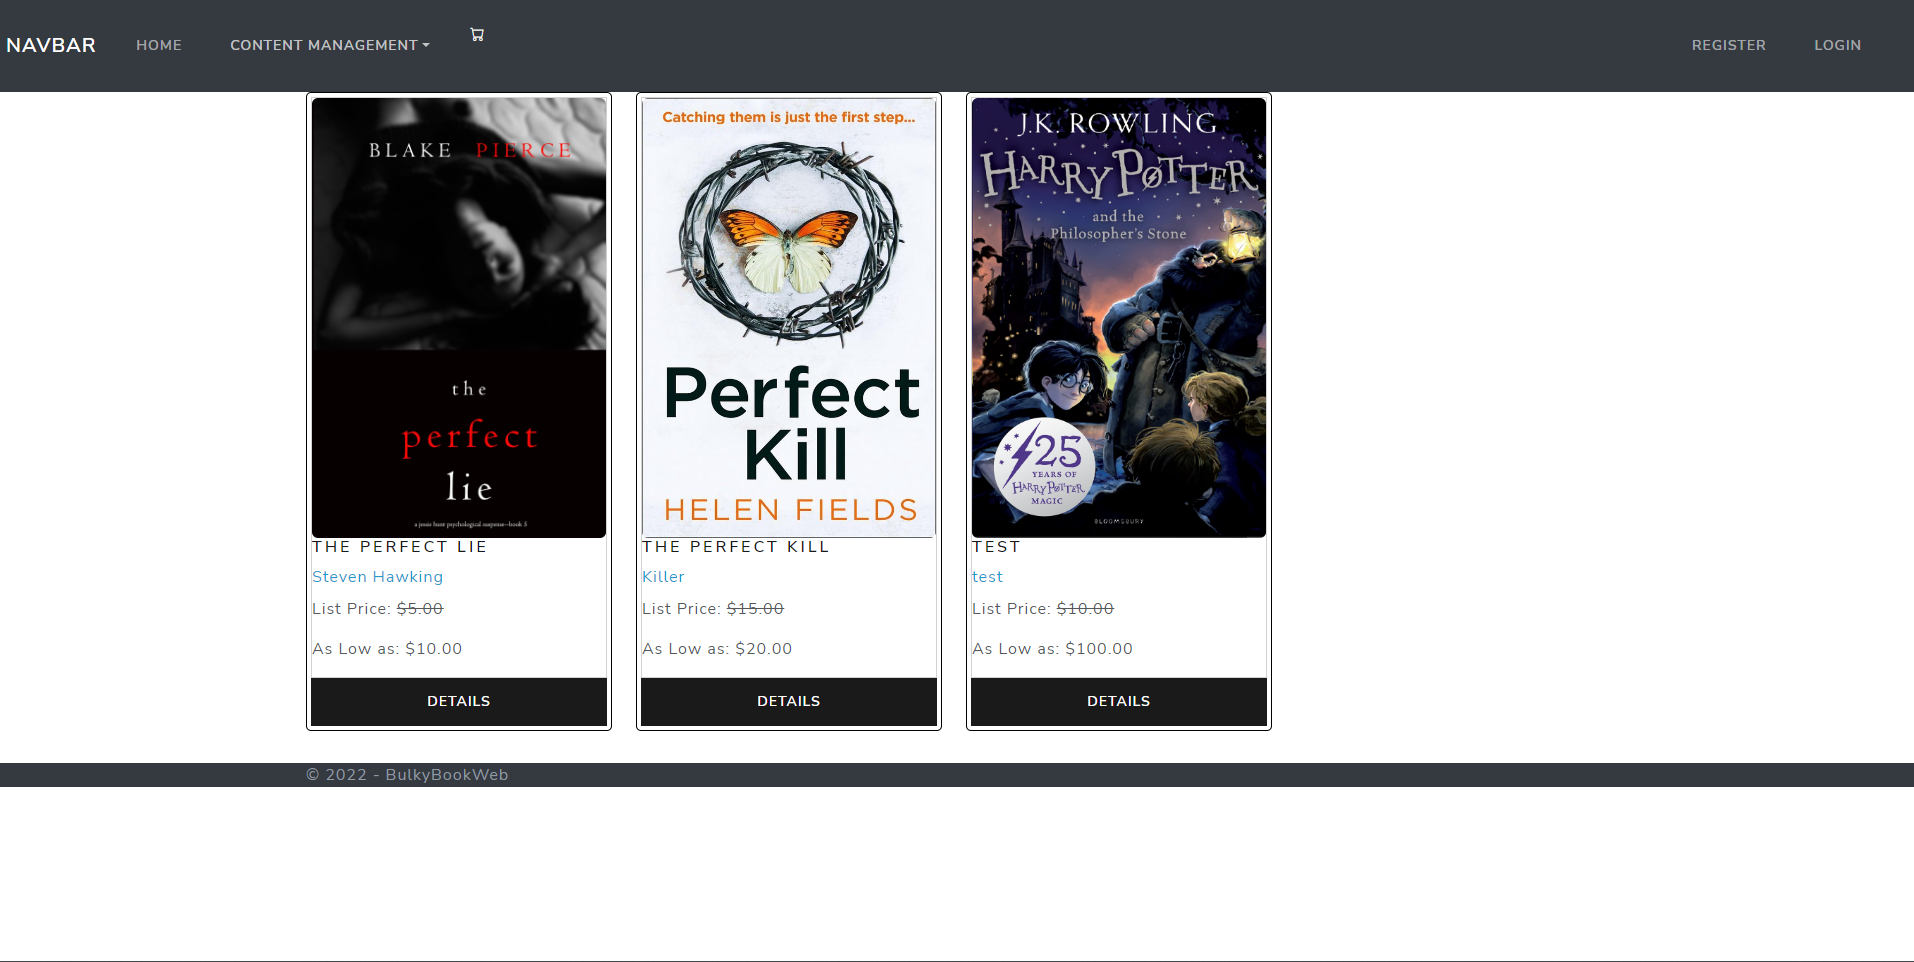 NAVBAR HOME CONTENT MANAGEMENT REGISTER LOGIN
BLAKE PIERCE
the
perfect
lie
a jessie hunt psychological suspense--book 5
THE PERFECT LIE
Steven Hawking
List Price: $5.00
As Low as: $10.00
DETAILS
Catching them is just the first step...
Perfect
Kill
HELEN FIELDS
THE PERFECT KILL
Killer
List Price: $15.00
As Low as: $20.00
DETAILS
J.K. ROWLING
HARRY POTTER
and the
Philosopher's Stone
25
YEARS OF
HARRY POTTER
MAGIC
BLOOMSBURY
TEST
test
List Price: $10.00
As Low as: $100.00
DETAILS
© 2022 - BulkyBookWeb